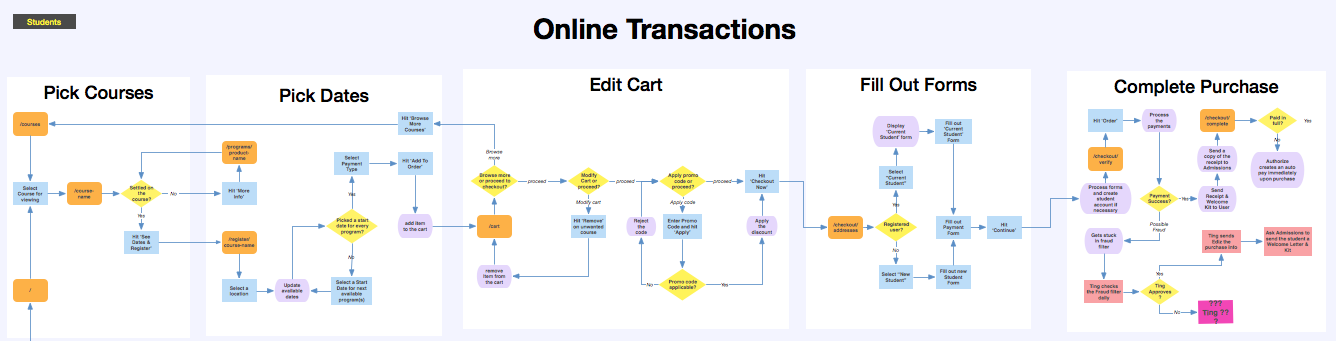 Students
Online Transactions
Pick Courses
/courses
Select
Course for
viewing
/course-
name
Settled on
the
course?
No
Yes
/programs/
product-
name
Hit 'More
Info'
Hit 'See
Dates &
Register'
/
Pick Dates
/register/
course-name
Select a
location
Update
available
dates
Select a Start
Date for next
available
program(s)
No
Picked a start
date for every
program?
Yes
Select
Payment
Type
Hit 'Add To
Order'
Hit 'Browse
More
Courses'
add item
to the cart
Edit Cart
Browse
more
Browse more
or proceed to
checkout?
proceed
/cart
Modify
Cart or
proceed?
proceed
Modify cart
Hit 'Remove'
on unwanted
course
remove
item from
the cart
Apply promo
code or
proceed?
proceed
Apply code
Reject
the code
Enter Promo
Code and hit
'Apply'
Promo code
applicable?
No
Yes
Apply
the
discount
Hit
'Checkout
Now'
Fill Out Forms
/checkout/
addresses
Registered
user?
Yes
No
Select
"Current
Student"
Display
'Current
Student' form
Fill out
'Current
Student'
Form
Select "New
Student"
Fill out new
Student
Form
Fill out
Payment
Form
Hit
'Continue'
Complete Purchase
Process forms
and create
student
account if
necessary
/checkout/
verify
Hit 'Order'
Process
the
payments
Payment
Success?
Yes
Possible
Fraud
Gets stuck
in fraud
filter
Ting checks
the Fraud filter
daily
Ting
Approves
?
Yes
No
???
Ting ??
?
Ting sends
Ediz the
purchase info
Ask Admissions to
send the student a
Welcome Letter &
Kit
Send
Receipt &
Welcome
Kit to User
Send a
copy of the
receipt to
Admissions
/checkout/
complete
Paid in
full?
Yes
No
Authorize
creates an auto
pay immediately
upon purchase